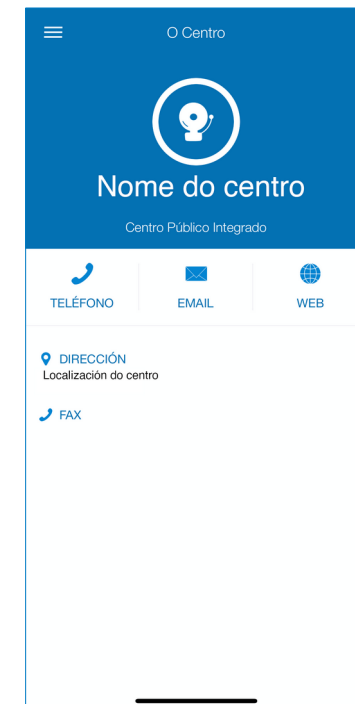 O Centro
Nome do centro
Centro Público Integrado
TELÉFONO
EMAIL
WEB
DIRECCIÓN
Localización do centro
FAX